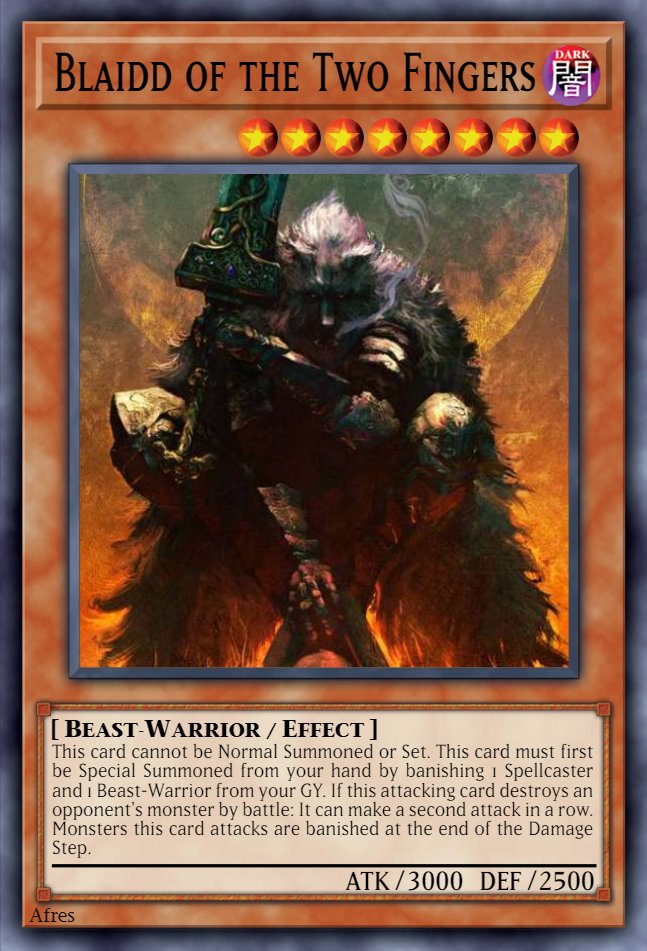 BLAIDD OF THE TWO FINGERS
DARK
闇
[ BEAST-WARRIOR / EFFECT ]
This card cannot be Normal Summoned or Set. This card must first
be Special Summoned from your hand by banishing 1 Spellcaster
and 1 Beast-Warrior from your GY. If this attacking card destroys an
opponent's monster by battle: It can make a second attack in a row.
Monsters this card attacks are banished at the end of the Damage
Step.
ATK/3000 DEF/2500
Afres